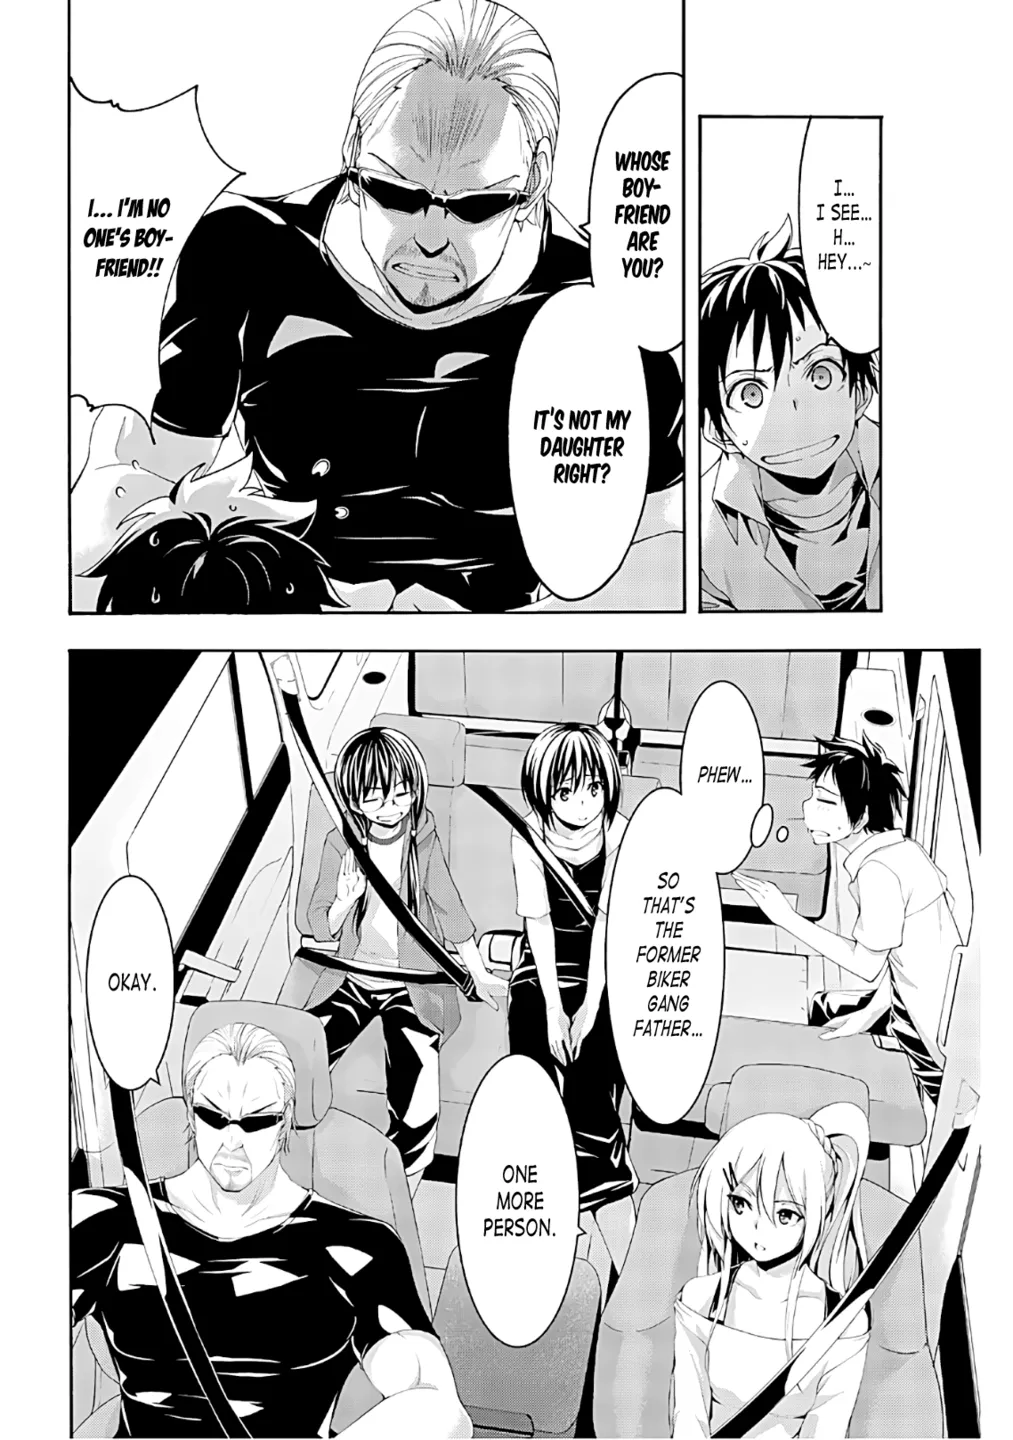 I...
I SEE...
H...
HEY...~
WHOSE
BOY-
FRIEND
ARE
YOU?
IT'S NOT MY
DAUGHTER
RIGHT?
I... I'M NO
ONE'S BOY-
FRIEND!!
PHEW...
SO
THAT'S
THE
FORMER
BIKER
GANG
FATHER...
ONE
MORE
PERSON.
OKAY.